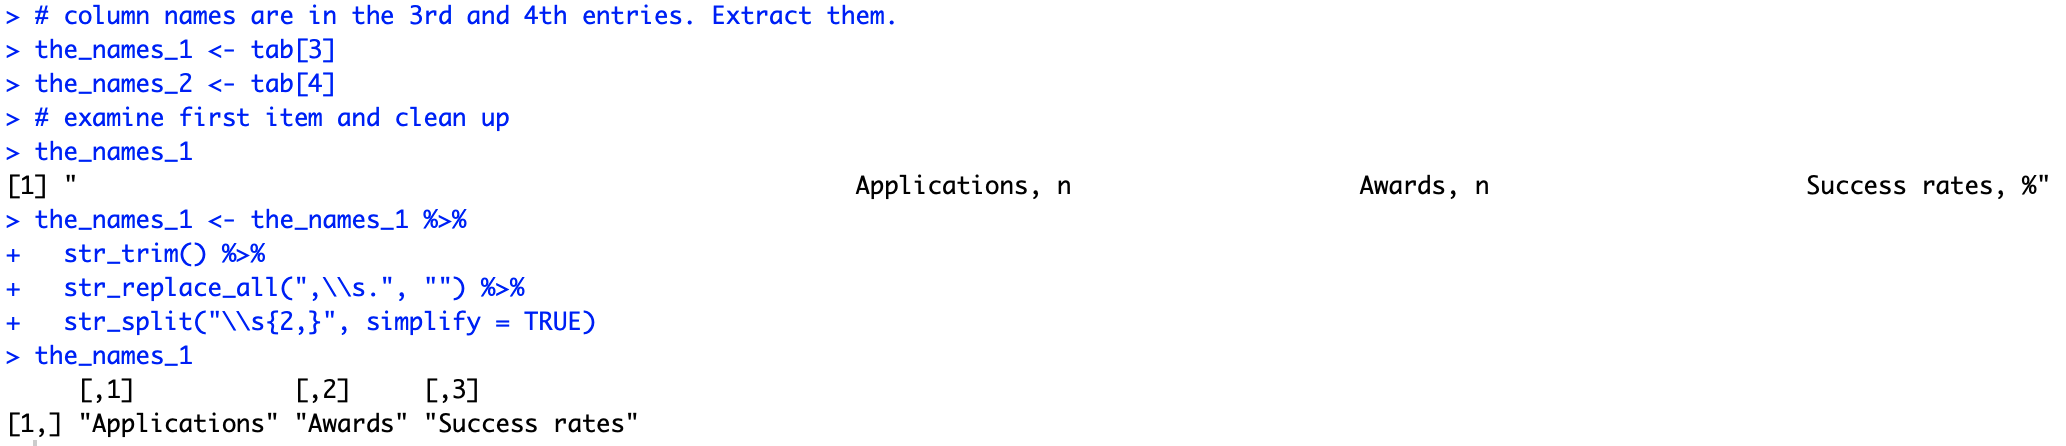 > # column names are in the 3rd and 4th entries. Extract them.
> the_names_1 <- tab[3]
> the_names_2 <- tab[4]
> # examine first item and clean up
> the_names_1
[1] "                                                      Applications, n                    Awards, n                      Success rates, %"
> the_names_1 <- the_names_1 %>%
+   str_trim() %>%
+   str_replace_all(",\\s.", "") %>%
+   str_split("\\s{2,}", simplify = TRUE)
> the_names_1
     [,1]           [,2]     [,3]
[1,] "Applications" "Awards" "Success rates"